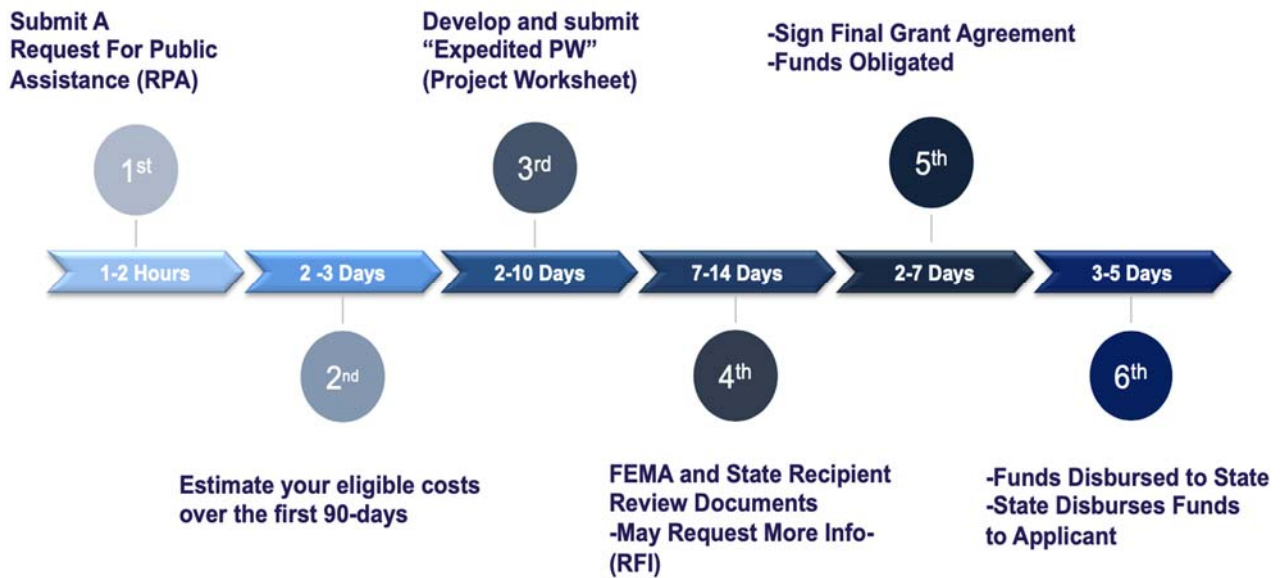 Submit A
Request For Public
Assistance (RPA)
Develop and submit
“Expedited PW”
(Project Worksheet)
-Sign Final Grant Agreement
-Funds Obligated
1st
3rd
5th
1-2 Hours
2 -3 Days
2-10 Days
7-14 Days
2-7 Days
3-5 Days
2nd
4th
6th
Estimate your eligible costs
over the first 90-days
FEMA and State Recipient
Review Documents
-May Request More Info-
(RFI)
-Funds Disbursed to State
-State Disburses Funds
to Applicant